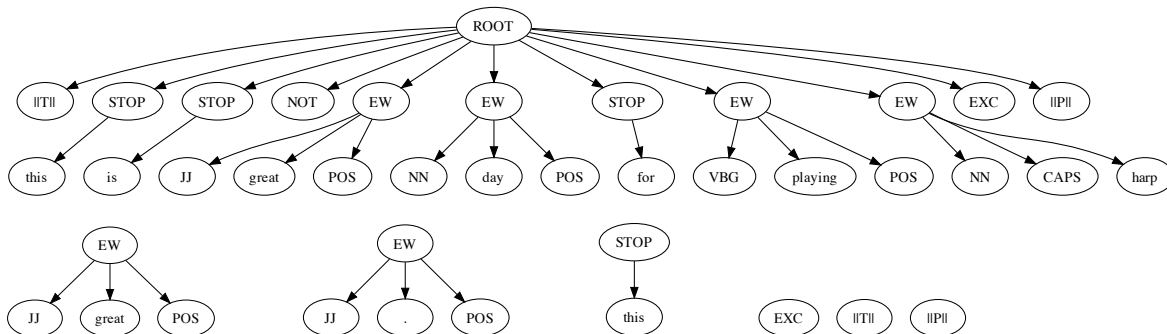 ROOT
||T|| STOP STOP NOT EW EW STOP EW EW EXC ||P||
this is JJ great POS NN day POS for VBG playing POS NN CAPS harp
EW EW STOP
JJ great POS JJ . POS this EXC ||T|| ||P||